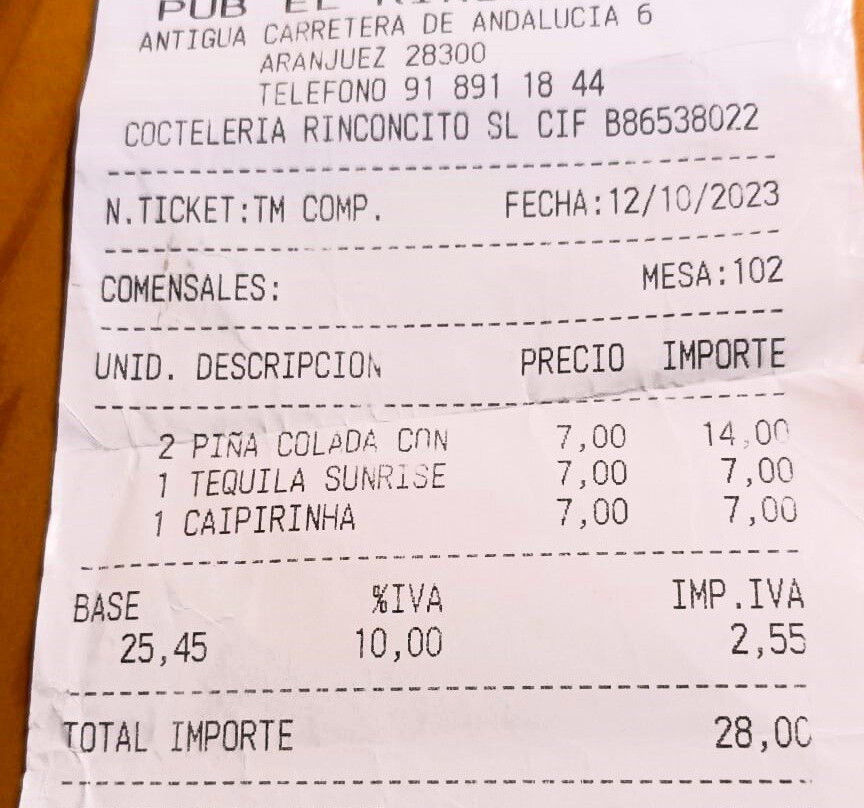 PUB EL
ANTIGUA CARRETERA DE ANDALUCIA 6
ARANJUEZ 28300
TELEFONO 91 891 18 44
COCTELERIA RINCONCITO SL CIF B86538022
N.TICKET:TM COMP. FECHA:12/10/2023
COMENSALES: MESA:102
UNID. DESCRIPCION PRECIO IMPORTE
2 PIÑA COLADA CON 7,00 14,00
1 TEQUILA SUNRISE 7,00 7,00
1 CAIPIRINHA 7,00 7,00
BASE %IVA IMP.IVA
25,45 10,00 2,55
TOTAL IMPORTE 28,00